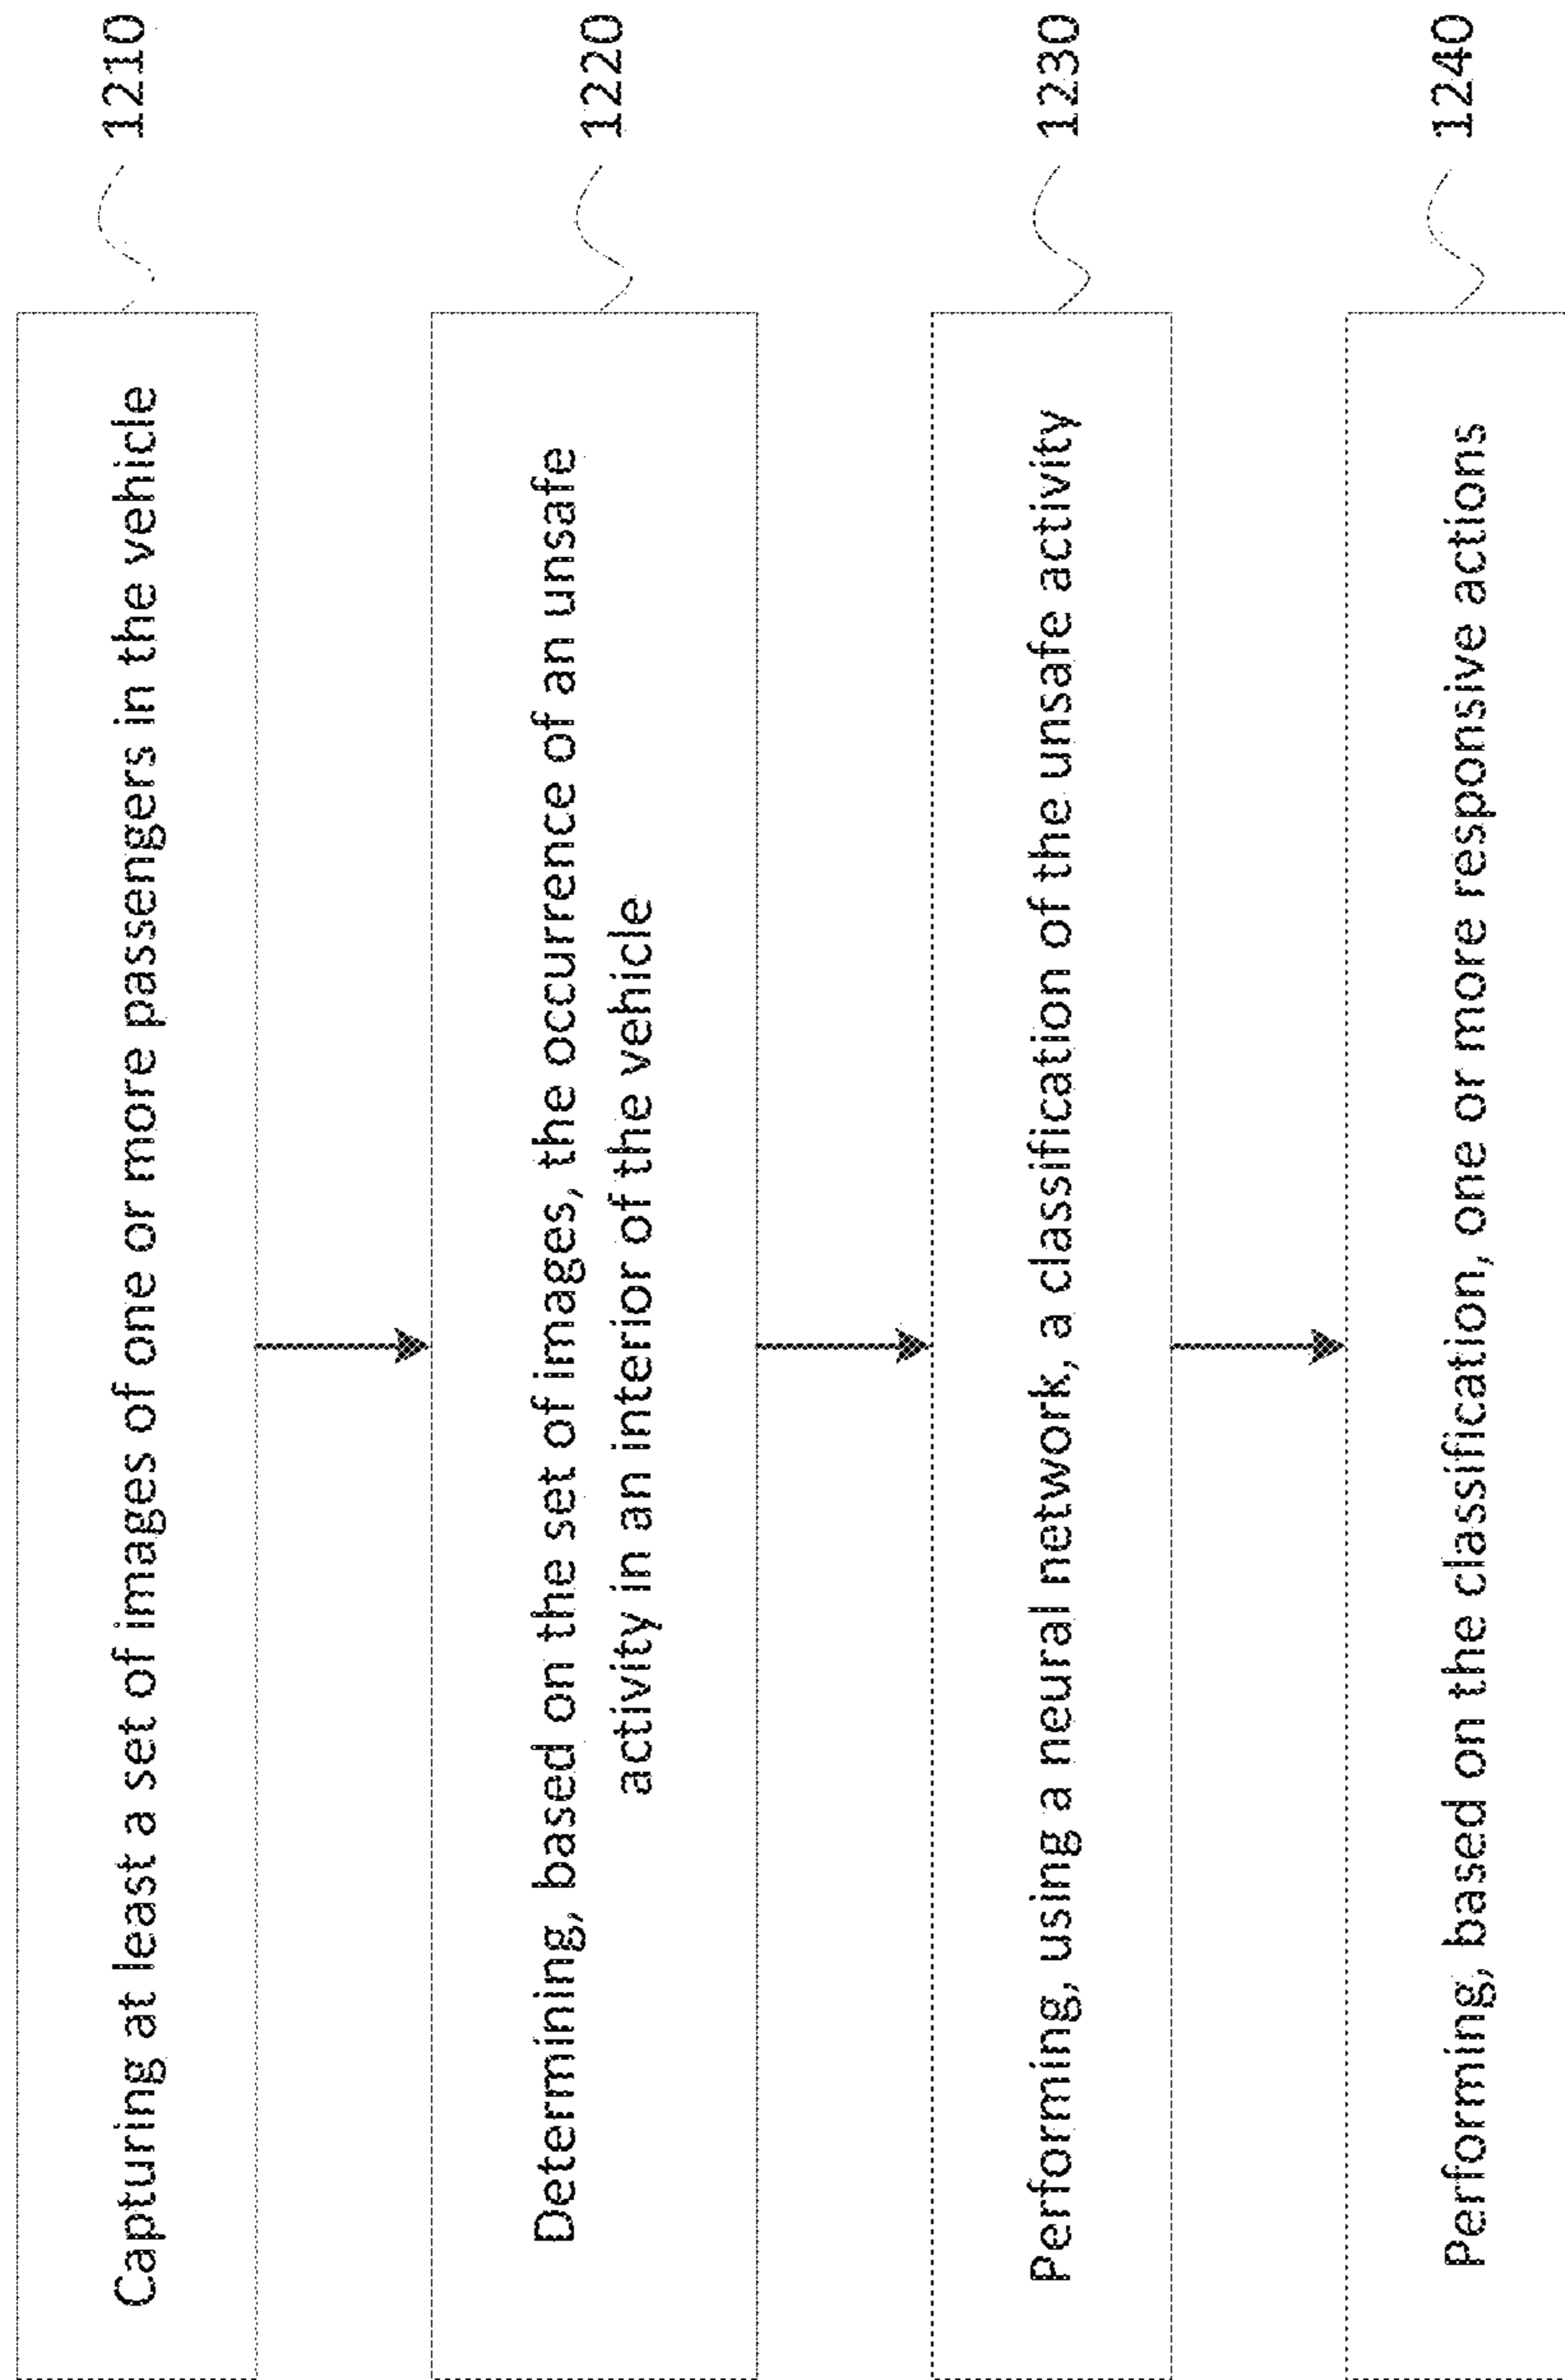 Capturing at least a set of images of one or more passengers in the vehicle
1210
Determining, based on the set of images, the occurrence of an unsafe
activity in an interior of the vehicle
1220
Performing, using a neural network, a classification of the unsafe activity
1230
Performing, based on the classification, one or more responsive actions
1240